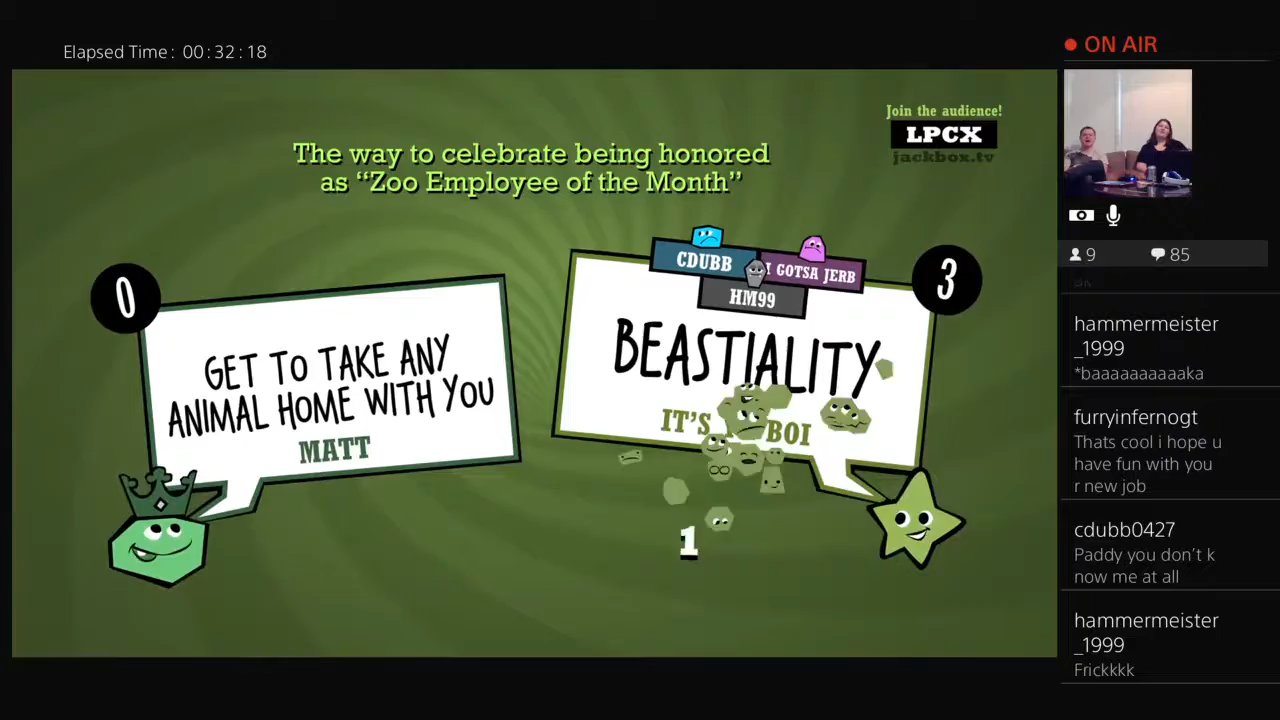 Elapsed Time: 00:32:18
ON AIR
Join the audience!
LPCX
jackbox.tv
The way to celebrate being honored
as “Zoo Employee of the Month”
0
GET TO TAKE ANY
ANIMAL HOME WITH YOU
MATT
CDUBB
I GOTSA JERB
HM99
3
BEASTIALITY
IT'S BOI
1
9
85
hammermeister
_1999
*baaaaaaaaaaka
furryinfernogt
Thats cool i hope u
have fun with you
r new job
cdubb0427
Paddy you don't k
now me at all
hammermeister
_1999
Frickkkk